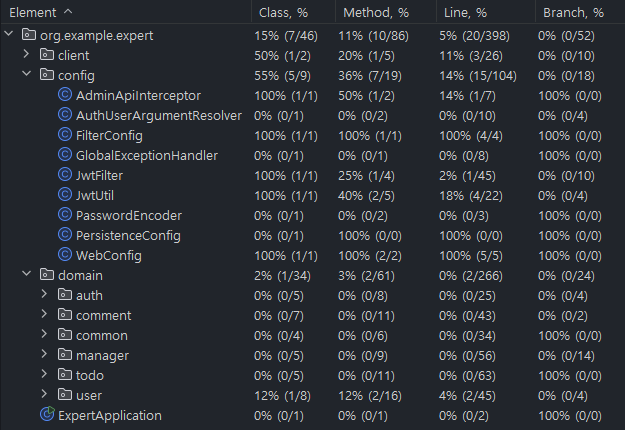 Element Class, % Method, % Line, % Branch, %
org.example.expert 15% (7/46) 11% (10/86) 5% (20/398) 0% (0/52)
client 50% (1/2) 20% (1/5) 11% (3/26) 0% (0/10)
config 55% (5/9) 36% (7/19) 14% (15/104) 0% (0/18)
AdminApiInterceptor 100% (1/1) 50% (1/2) 14% (1/7) 100% (0/0)
AuthUserArgumentResolver 0% (0/1) 0% (0/2) 0% (0/10) 0% (0/4)
FilterConfig 100% (1/1) 100% (1/1) 100% (4/4) 100% (0/0)
GlobalExceptionHandler 0% (0/1) 0% (0/1) 0% (0/8) 100% (0/0)
JwtFilter 100% (1/1) 25% (1/4) 2% (1/45) 0% (0/10)
JwtUtil 100% (1/1) 40% (2/5) 18% (4/22) 0% (0/4)
PasswordEncoder 0% (0/1) 0% (0/2) 0% (0/3) 100% (0/0)
PersistenceConfig 0% (0/1) 100% (0/0) 100% (0/0) 100% (0/0)
WebConfig 100% (1/1) 100% (2/2) 100% (5/5) 100% (0/0)
domain 2% (1/34) 3% (2/61) 0% (2/266) 0% (0/24)
auth 0% (0/5) 0% (0/8) 0% (0/25) 0% (0/4)
comment 0% (0/7) 0% (0/11) 0% (0/43) 0% (0/2)
common 0% (0/4) 0% (0/6) 0% (0/34) 100% (0/0)
manager 0% (0/5) 0% (0/9) 0% (0/56) 0% (0/14)
todo 0% (0/5) 0% (0/11) 0% (0/63) 100% (0/0)
user 12% (1/8) 12% (2/16) 4% (2/45) 0% (0/4)
ExpertApplication 0% (0/1) 0% (0/1) 0% (0/2) 100% (0/0)